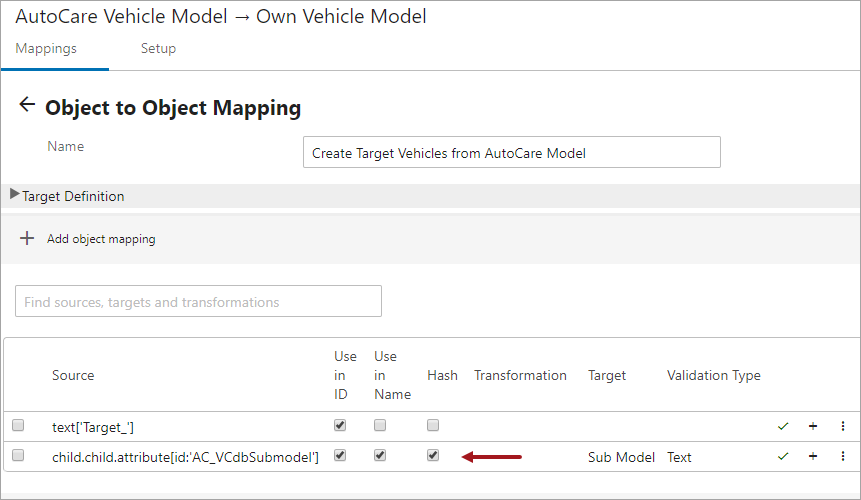 AutoCare Vehicle Model → Own Vehicle Model
Mappings Setup
Object to Object Mapping
Name Create Target Vehicles from AutoCare Model
Target Definition
Add object mapping
Find sources, targets and transformations
Source Use in ID Use in Name Hash Transformation Target Validation Type
text['Target_']
child.child.attribute[id:'AC_VCdbSubmodel'] Sub Model Text